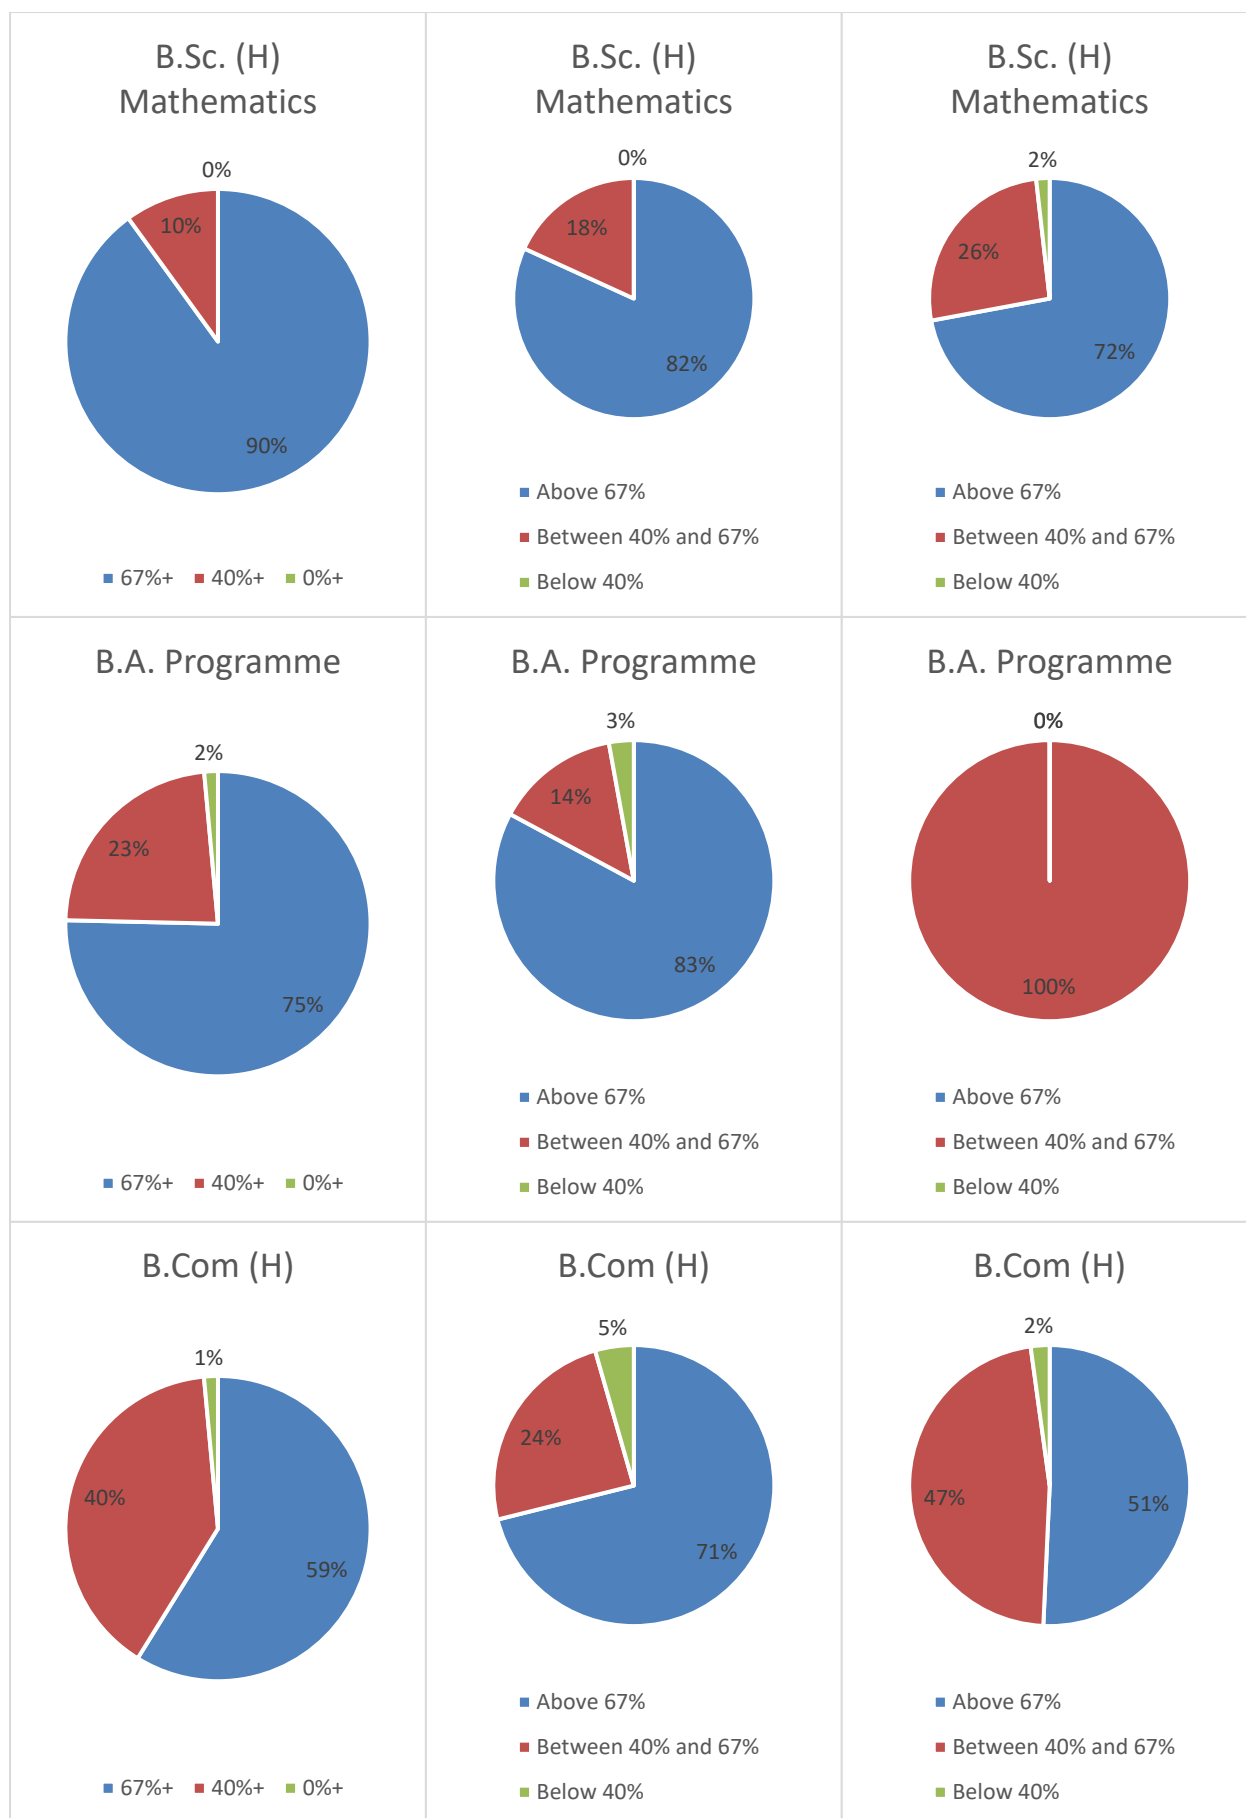 B.Sc. (H)
Mathematics
0%
10%
90%
67%+ 40%+ 0%+
B.Sc. (H)
Mathematics
0%
18%
82%
Above 67%
Between 40% and 67%
Below 40%
B.Sc. (H)
Mathematics
2%
26%
72%
Above 67%
Between 40% and 67%
Below 40%
B.A. Programme
2%
23%
75%
67%+ 40%+ 0%+
B.A. Programme
3%
14%
83%
Above 67%
Between 40% and 67%
Below 40%
B.A. Programme
0%
100%
Above 67%
Between 40% and 67%
Below 40%
B.Com (H)
1%
40%
59%
67%+ 40%+ 0%+
B.Com (H)
5%
24%
71%
Above 67%
Between 40% and 67%
Below 40%
B.Com (H)
2%
47%
51%
Above 67%
Between 40% and 67%
Below 40%